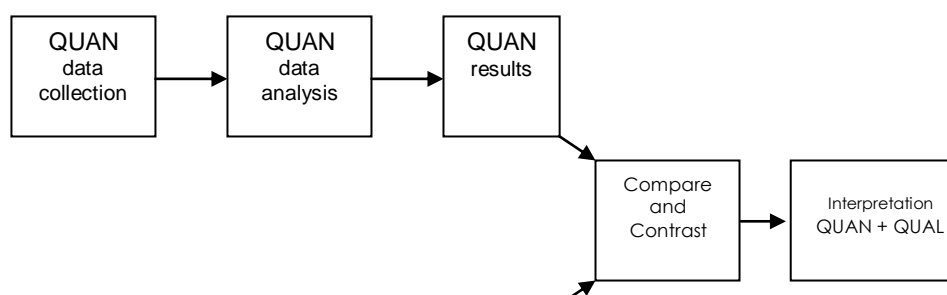 QUAN
data
collection
QUAN
data
analysis
QUAN
results
Compare
and
Contrast
Interpretation
QUAN + QUAL